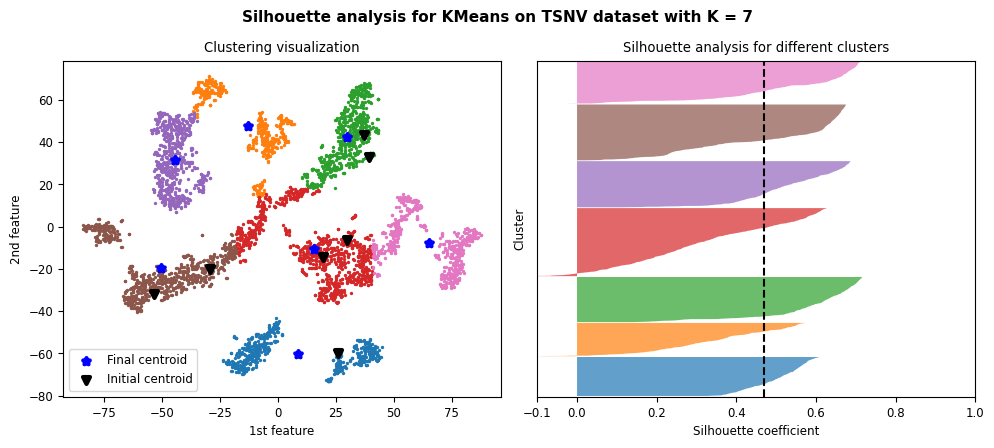 Silhouette analysis for KMeans on TSNV dataset with K = 7
Clustering visualization
2nd feature
60
40
20
0
−20
−40
−60
−80
Final centroid
Initial centroid
−75
−50
−25
0
25
50
75
1st feature
Silhouette analysis for different clusters
Cluster
−0.1
0.0
0.2
0.4
0.6
0.8
1.0
Silhouette coefficient